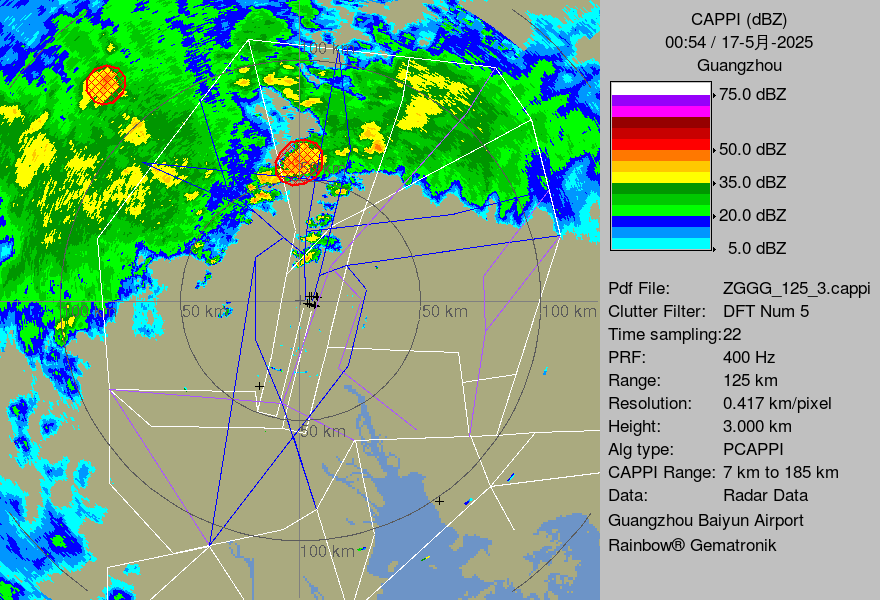 CAPPI (dBZ)
00:54 / 17-5月-2025
Guangzhou
75.0 dBZ
50.0 dBZ
35.0 dBZ
20.0 dBZ
5.0 dBZ
Pdf File: ZGGG_125_3.cappi
Clutter Filter: DFT Num 5
Time sampling:22
PRF: 400 Hz
Range: 125 km
Resolution: 0.417 km/pixel
Height: 3.000 km
Alg type: PCAPPI
CAPPI Range: 7 km to 185 km
Data: Radar Data
Guangzhou Baiyun Airport
Rainbow® Gematronik
100 km
50 km
50 km
100 km
50 km
100 km